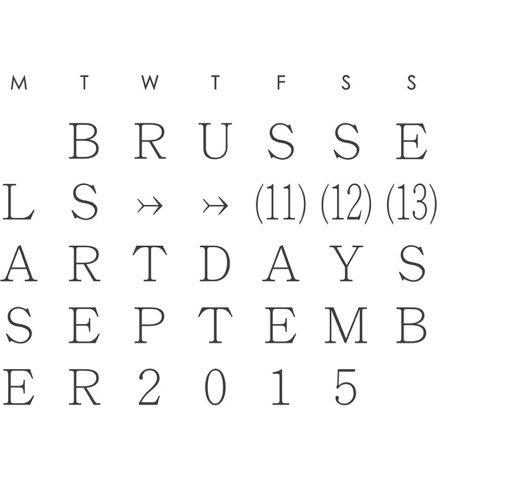 M T W T F S S
B R U S S E
L S ↣ ↣ (11) (12) (13)
A R T D A Y S
S E P T E M B
E R 2 0 1 5